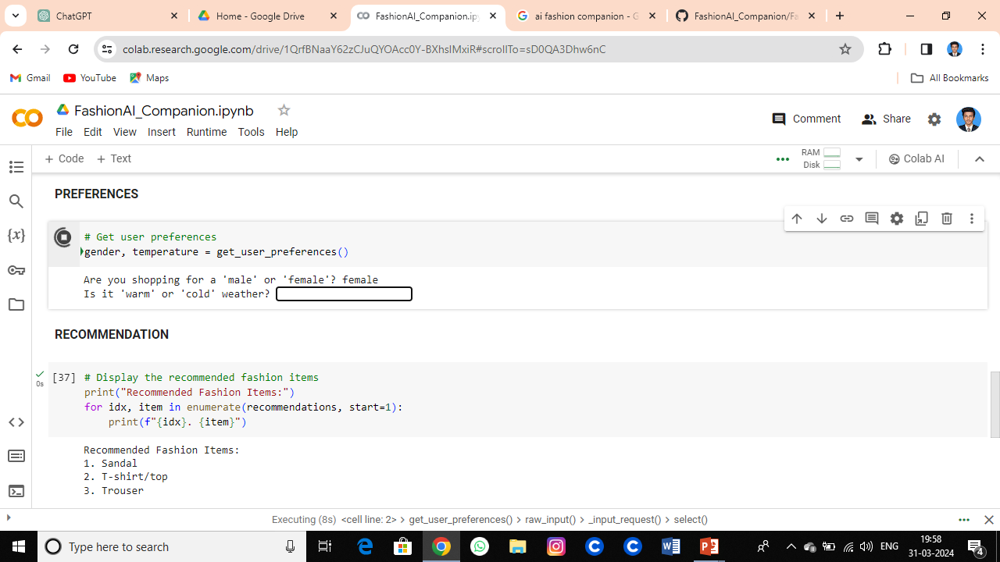 ChatGPT
Home - Google Drive
FashionAI_Companion.ip
ai fashion companion - G
FashionAI_Companion/Fa
colab.research.google.com/drive/1QrfBNaaY62zCJuQYOAcc0Y-BXhsIMxiR#scrollTo=sD0QA3Dhw6nC
Gmail
YouTube
Maps
All Bookmarks
FashionAI_Companion.ipynb
File Edit View Insert Runtime Tools Help
Comment
Share
+ Code + Text
RAM
Disk
Colab AI
PREFERENCES
# Get user preferences
gender, temperature = get_user_preferences()
Are you shopping for a 'male' or 'female'? female
Is it 'warm' or 'cold' weather?
RECOMMENDATION
[37]
0s
# Display the recommended fashion items
print("Recommended Fashion Items:")
for idx, item in enumerate(recommendations, start=1):
    print(f"{idx}. {item}")
Recommended Fashion Items:
1. Sandal
2. T-shirt/top
3. Trouser
{x}
Executing (8s) <cell line: 2> > get_user_preferences() > raw_input() > _input_request() > select()
Type here to search
ENG
19:58
31-03-2024
4